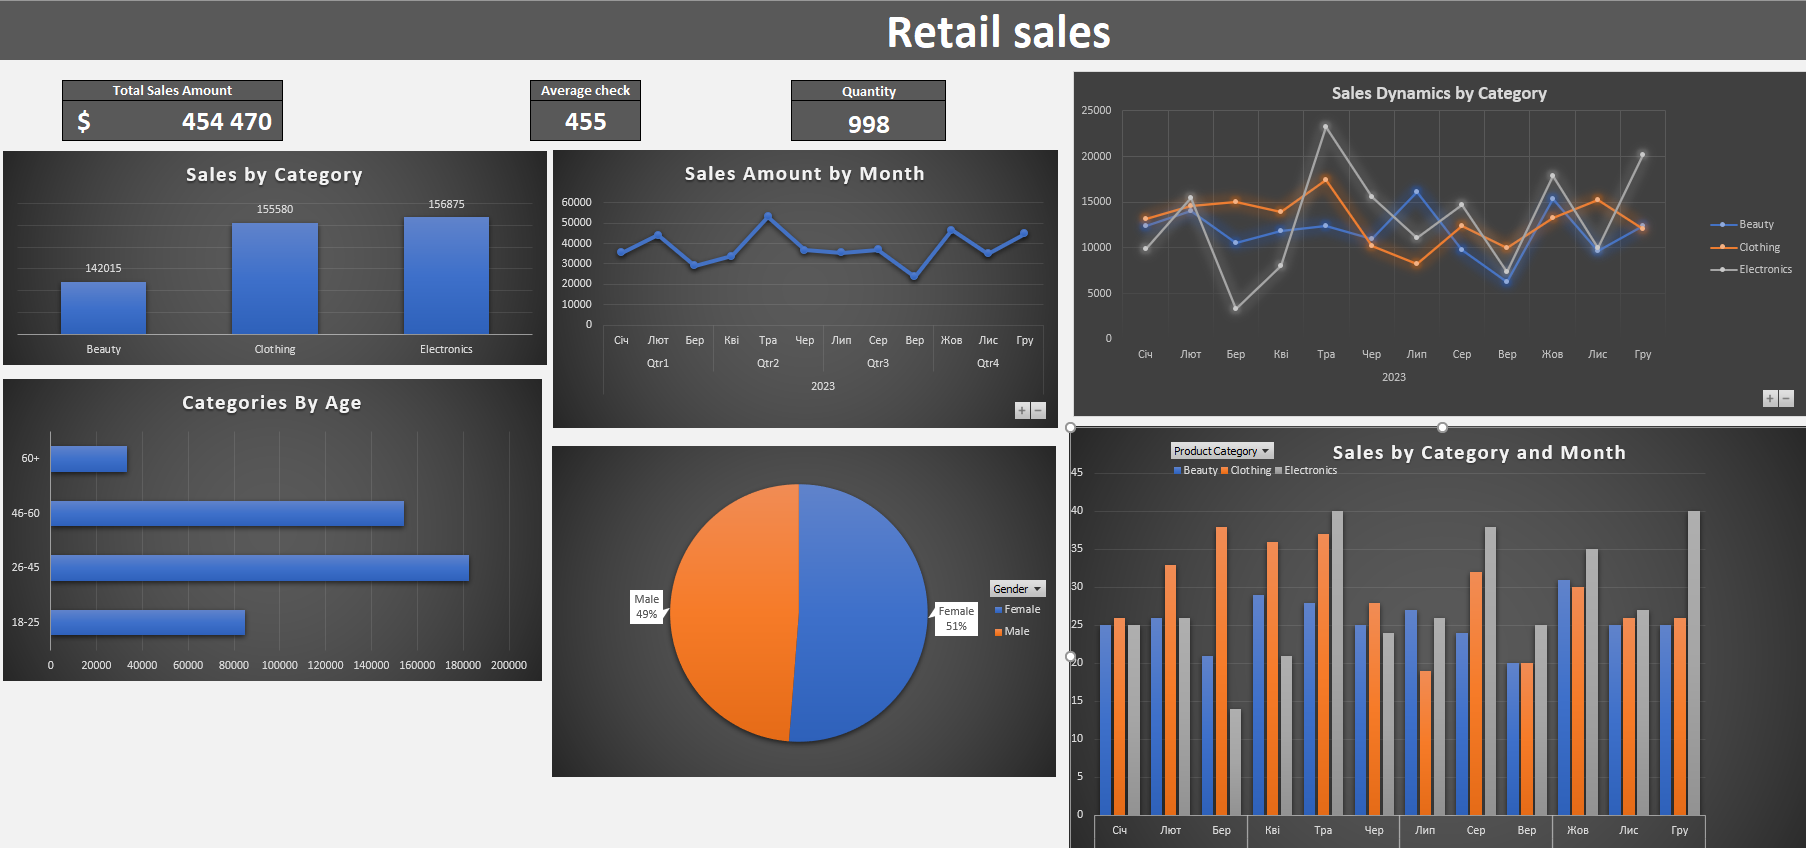 Retail sales
Total Sales Amount
$ 454 470
Average check
455
Quantity
998
Sales by Category
142015
155580
156875
Beauty Clothing Electronics
Sales Amount by Month
60000
50000
40000
30000
20000
10000
0
Січ Лют Бер Кві Тра Чер Лип Сер Вер Жов Лис Гру
Qtr1 Qtr2 Qtr3 Qtr4
2023
+ −
Sales Dynamics by Category
25000
20000
15000
10000
5000
0
Січ Лют Бер Кві Тра Чер Лип Сер Вер Жов Лис Гру
2023
Beauty
Clothing
Electronics
+ −
Categories By Age
60+
46-60
26-45
18-25
0 20000 40000 60000 80000 100000 120000 140000 160000 180000 200000
Male
49%
Female
51%
Gender
Female
Male
Product Category
Sales by Category and Month
Beauty Clothing Electronics
45
40
35
30
25
20
15
10
5
0
Січ Лют Бер Кві Тра Чер Лип Сер Вер Жов Лис Гру